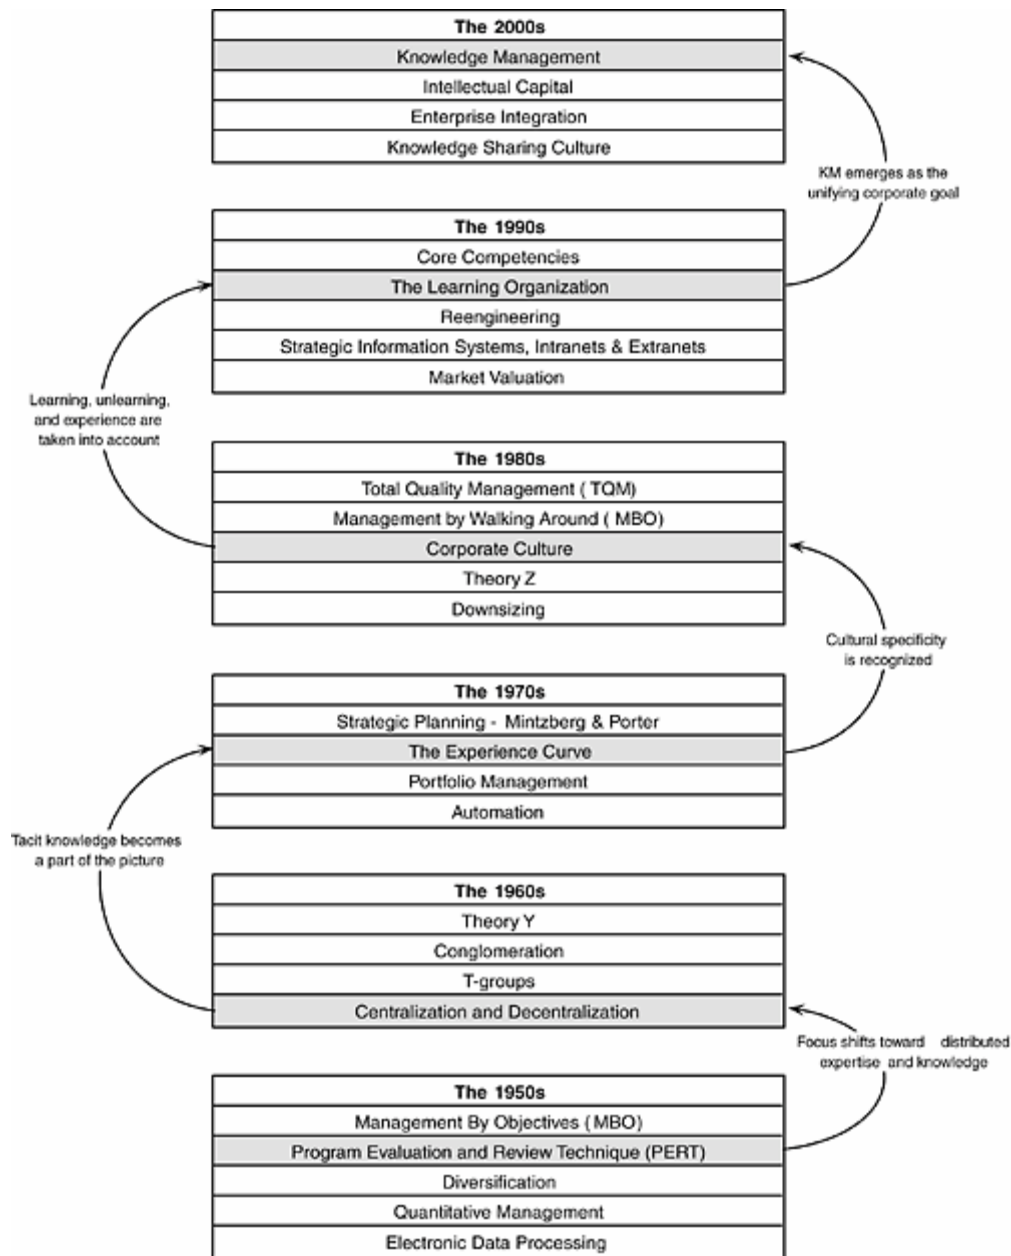 The 2000s
Knowledge Management
Intellectual Capital
Enterprise Integration
Knowledge Sharing Culture
KM emerges as the
unifying corporate goal
The 1990s
Core Competencies
The Learning Organization
Reengineering
Strategic Information Systems, Intranets & Extranets
Market Valuation
Learning, unlearning,
and experience are
taken into account
The 1980s
Total Quality Management ( TQM)
Management by Walking Around ( MBO)
Corporate Culture
Theory Z
Downsizing
Cultural specificity
is recognized
The 1970s
Strategic Planning - Mintzberg & Porter
The Experience Curve
Portfolio Management
Automation
Tacit knowledge becomes
a part of the picture
The 1960s
Theory Y
Conglomeration
T-groups
Centralization and Decentralization
Focus shifts toward distributed
expertise and knowledge
The 1950s
Management By Objectives ( MBO)
Program Evaluation and Review Technique (PERT)
Diversification
Quantitative Management
Electronic Data Processing